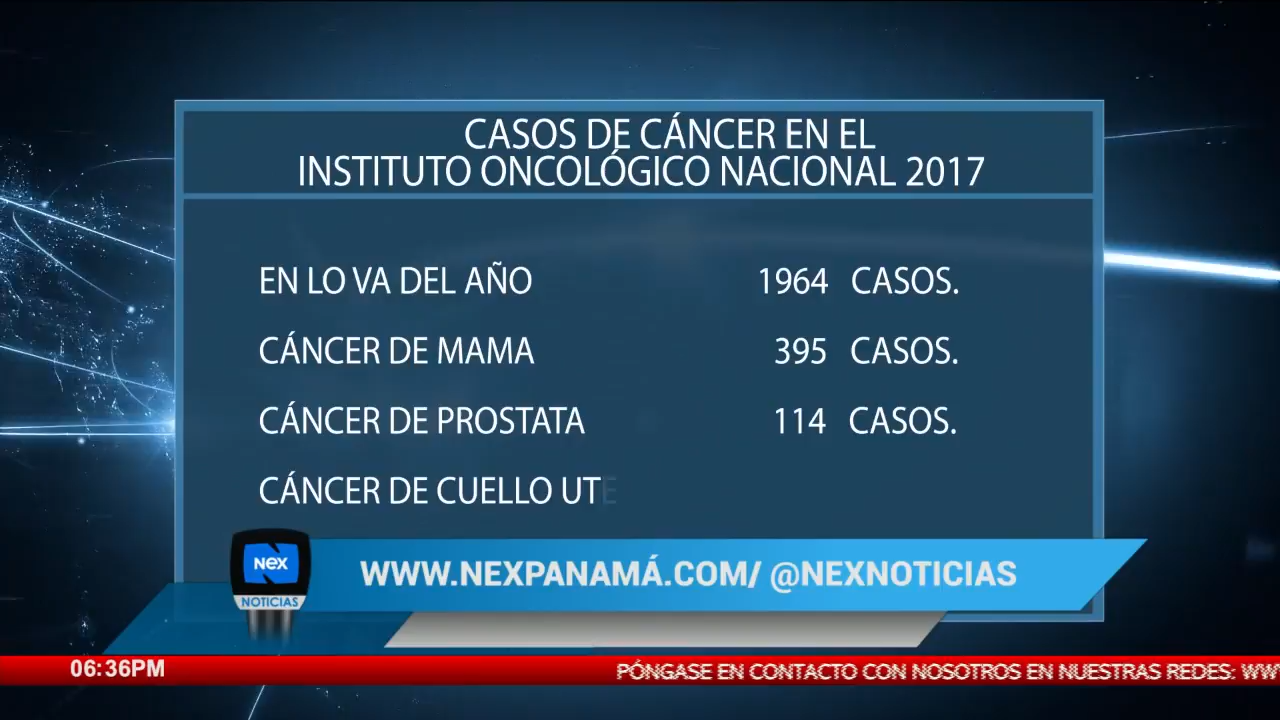 CASOS DE CÁNCER EN EL
INSTITUTO ONCOLÓGICO NACIONAL 2017
EN LO VA DEL AÑO 1964 CASOS.
CÁNCER DE MAMA 395 CASOS.
CÁNCER DE PROSTATA 114 CASOS.
CÁNCER DE CUELLO UTE
nex
NOTICIAS
WWW.NEXPANAMÁ.COM/ @NEXNOTICIAS
06:36PM
PÓNGASE EN CONTACTO CON NOSOTROS EN NUESTRAS REDES: WW